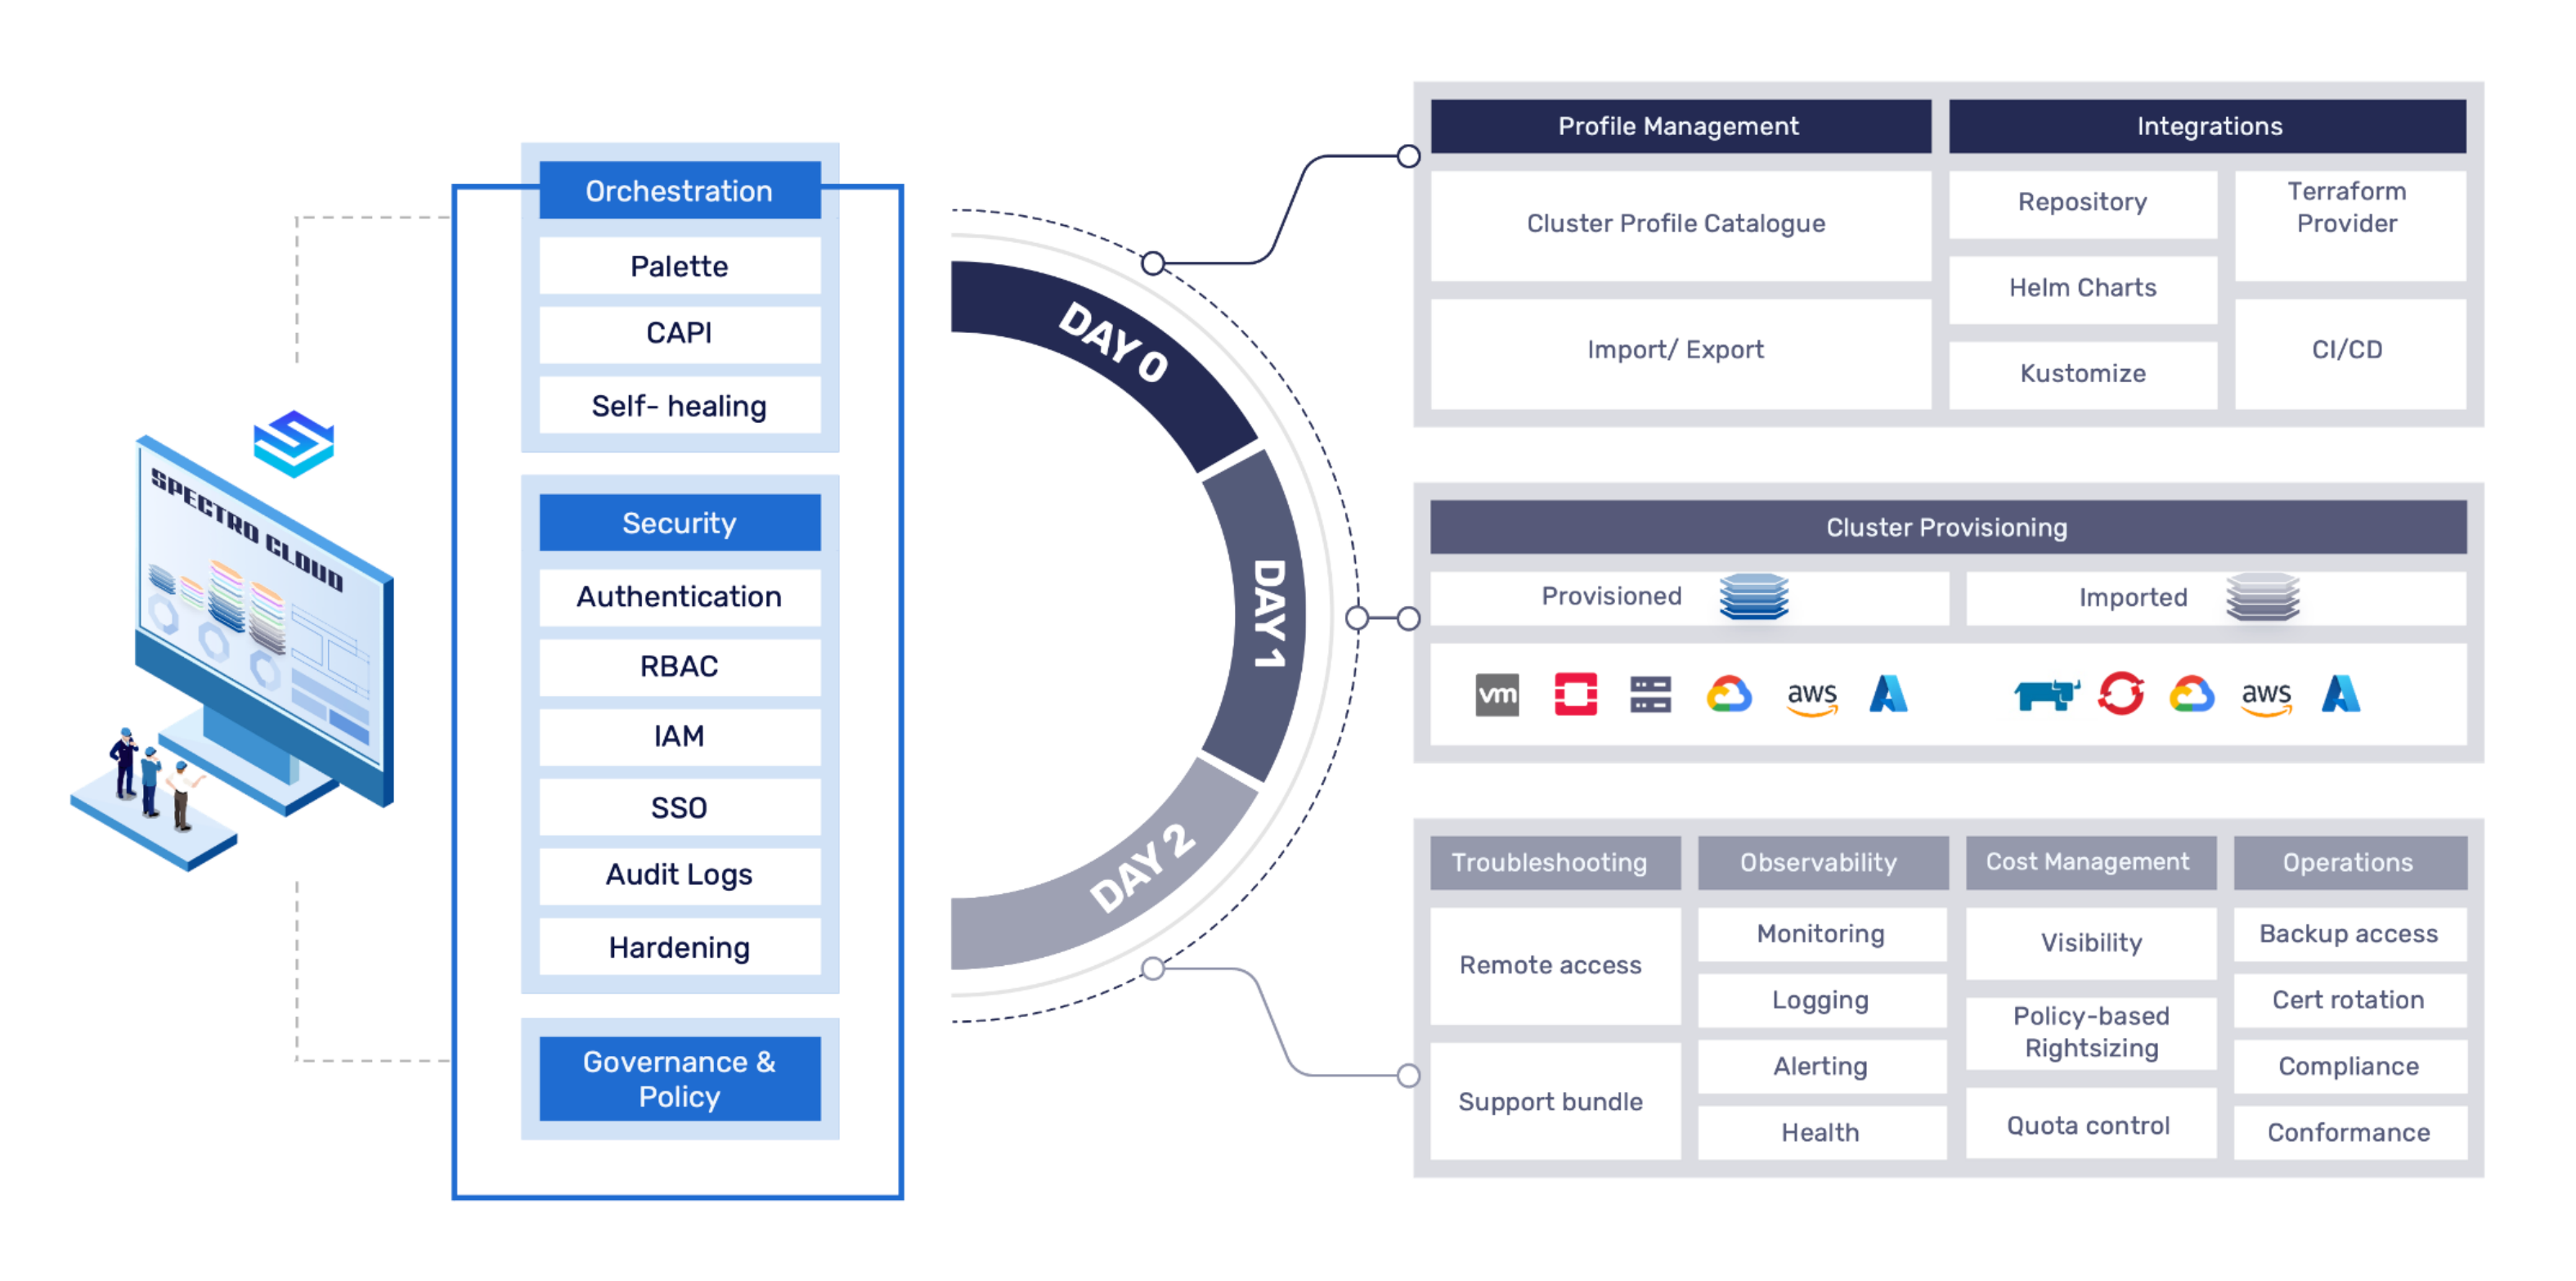 SPECTRO CLOUD
Orchestration
Palette
CAPI
Self- healing
Security
Authentication
RBAC
IAM
SSO
Audit Logs
Hardening
Governance &
Policy
DAY 0
DAY 1
DAY 2
Profile Management
Cluster Profile Catalogue
Import/ Export
Integrations
Repository
Helm Charts
Kustomize
Terraform
Provider
CI/CD
Cluster Provisioning
Provisioned
Imported
vm
aws
aws
Troubleshooting
Remote access
Support bundle
Observability
Monitoring
Logging
Alerting
Health
Cost Management
Visibility
Policy-based
Rightsizing
Quota control
Operations
Backup access
Cert rotation
Compliance
Conformance